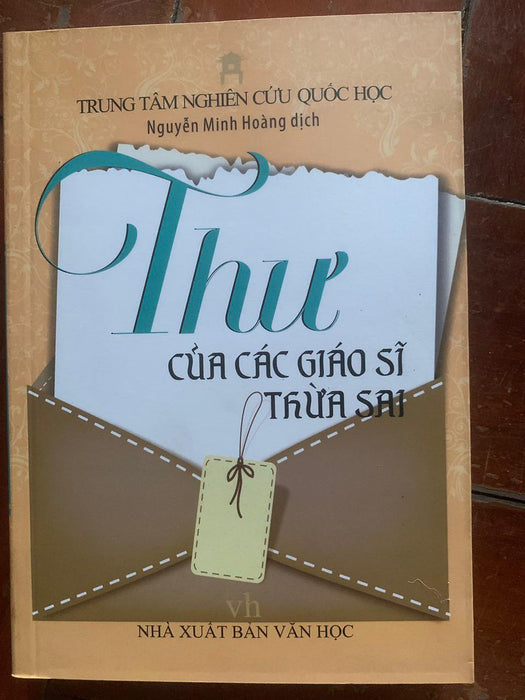 TRUNG TÂM NGHIÊN CỨU QUỐC HỌC
Nguyễn Minh Hoàng dịch
Thư
CỦA CÁC GIÁO SĨ
THỪA SAI
vh
NHÀ XUẤT BẢN VĂN HỌC